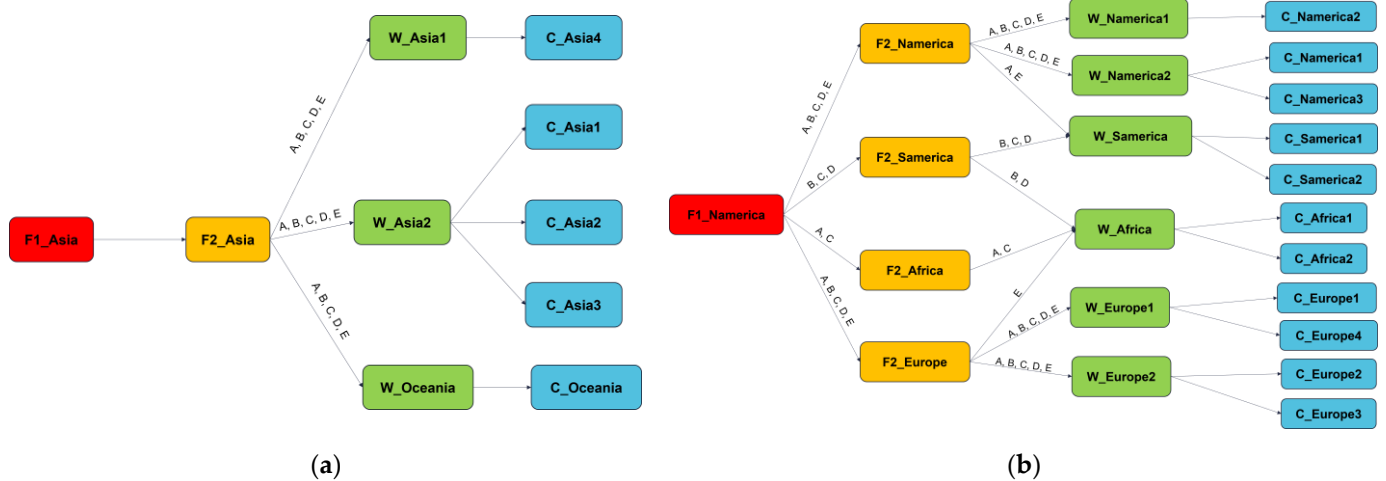 W_Asia1
C_Asia4
A, B, C, D, E
C_Asia1
F1_Asia
F2_Asia
A, B, C, D, E
W_Asia2
C_Asia2
C_Asia3
A, B, C, D, E
W_Oceania
C_Oceania
(a)
F2_Namerica
A, B, C, D, E
W_Namerica1
C_Namerica2
A, B, C, D, E
W_Namerica2
C_Namerica1
C_Namerica3
A, E
A, B, C, D, E
F2_Samerica
B, C, D
W_Samerica
C_Samerica1
C_Samerica2
B, C, D
B, D
F1_Namerica
W_Africa
C_Africa1
C_Africa2
A, C
F2_Africa
A, C
E
A, B, C, D, E
W_Europe1
C_Europe1
C_Europe4
A, B, C, D, E
F2_Europe
A, B, C, D, E
W_Europe2
C_Europe2
C_Europe3
(b)